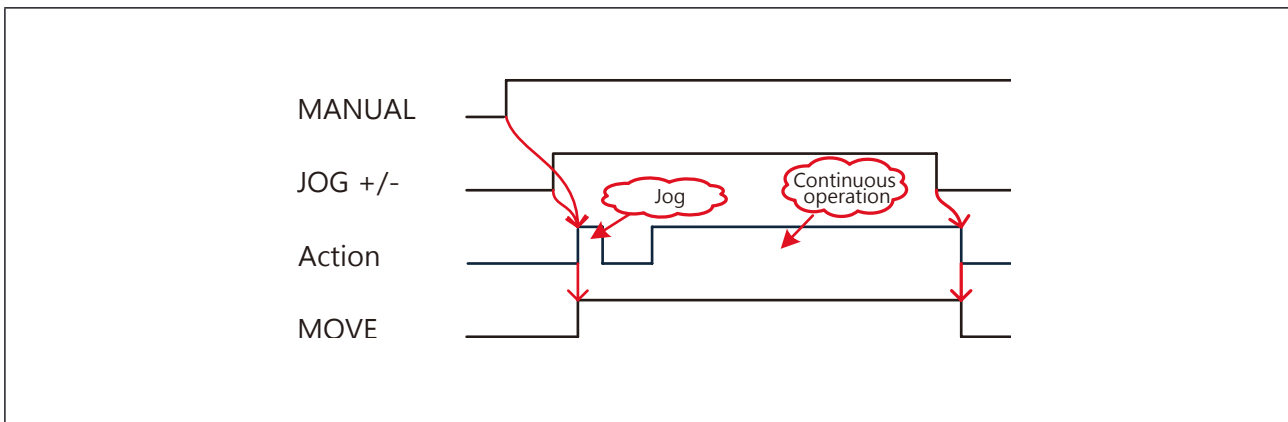 MANUAL
JOG +/-
Jog
Continuous
operation
Action
MOVE